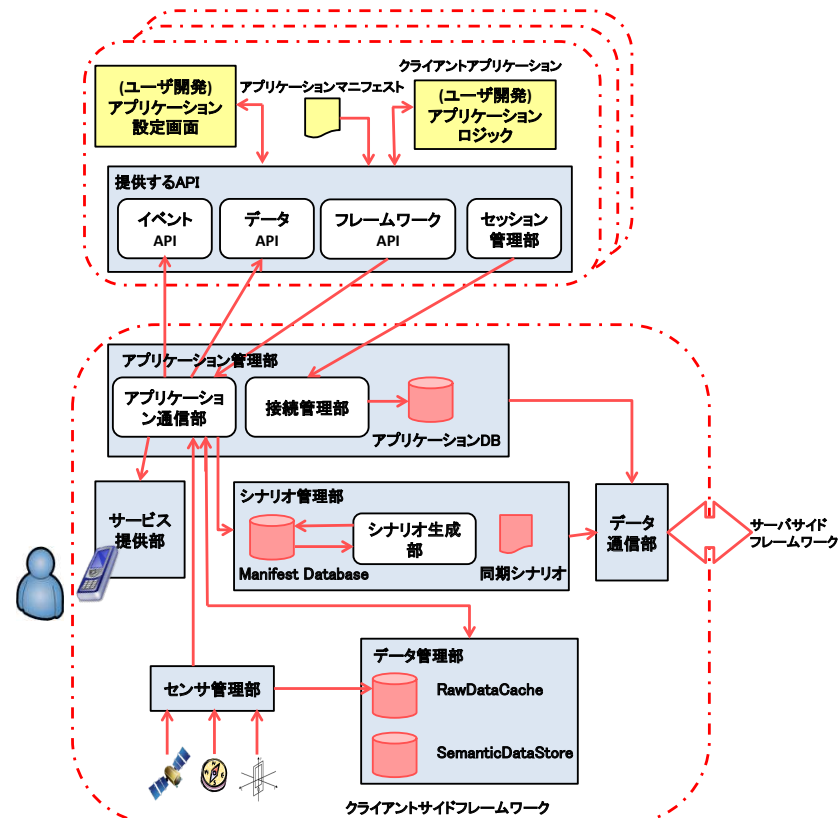 クライアントアプリケーション
アプリケーションマニフェスト
(ユーザ開発)
アプリケーション
設定画面
(ユーザ開発)
アプリケーション
ロジック
提供するAPI
イベント
API
データ
API
フレームワーク
API
セッション
管理部
アプリケーション管理部
アプリケーショ
ン通信部
接続管理部
アプリケーションDB
サービス
提供部
シナリオ管理部
シナリオ生成
部
Manifest Database
同期シナリオ
データ
通信部
サーバサイド
フレームワーク
データ管理部
センサ管理部
RawDataCache
SemanticDataStore
クライアントサイドフレームワーク